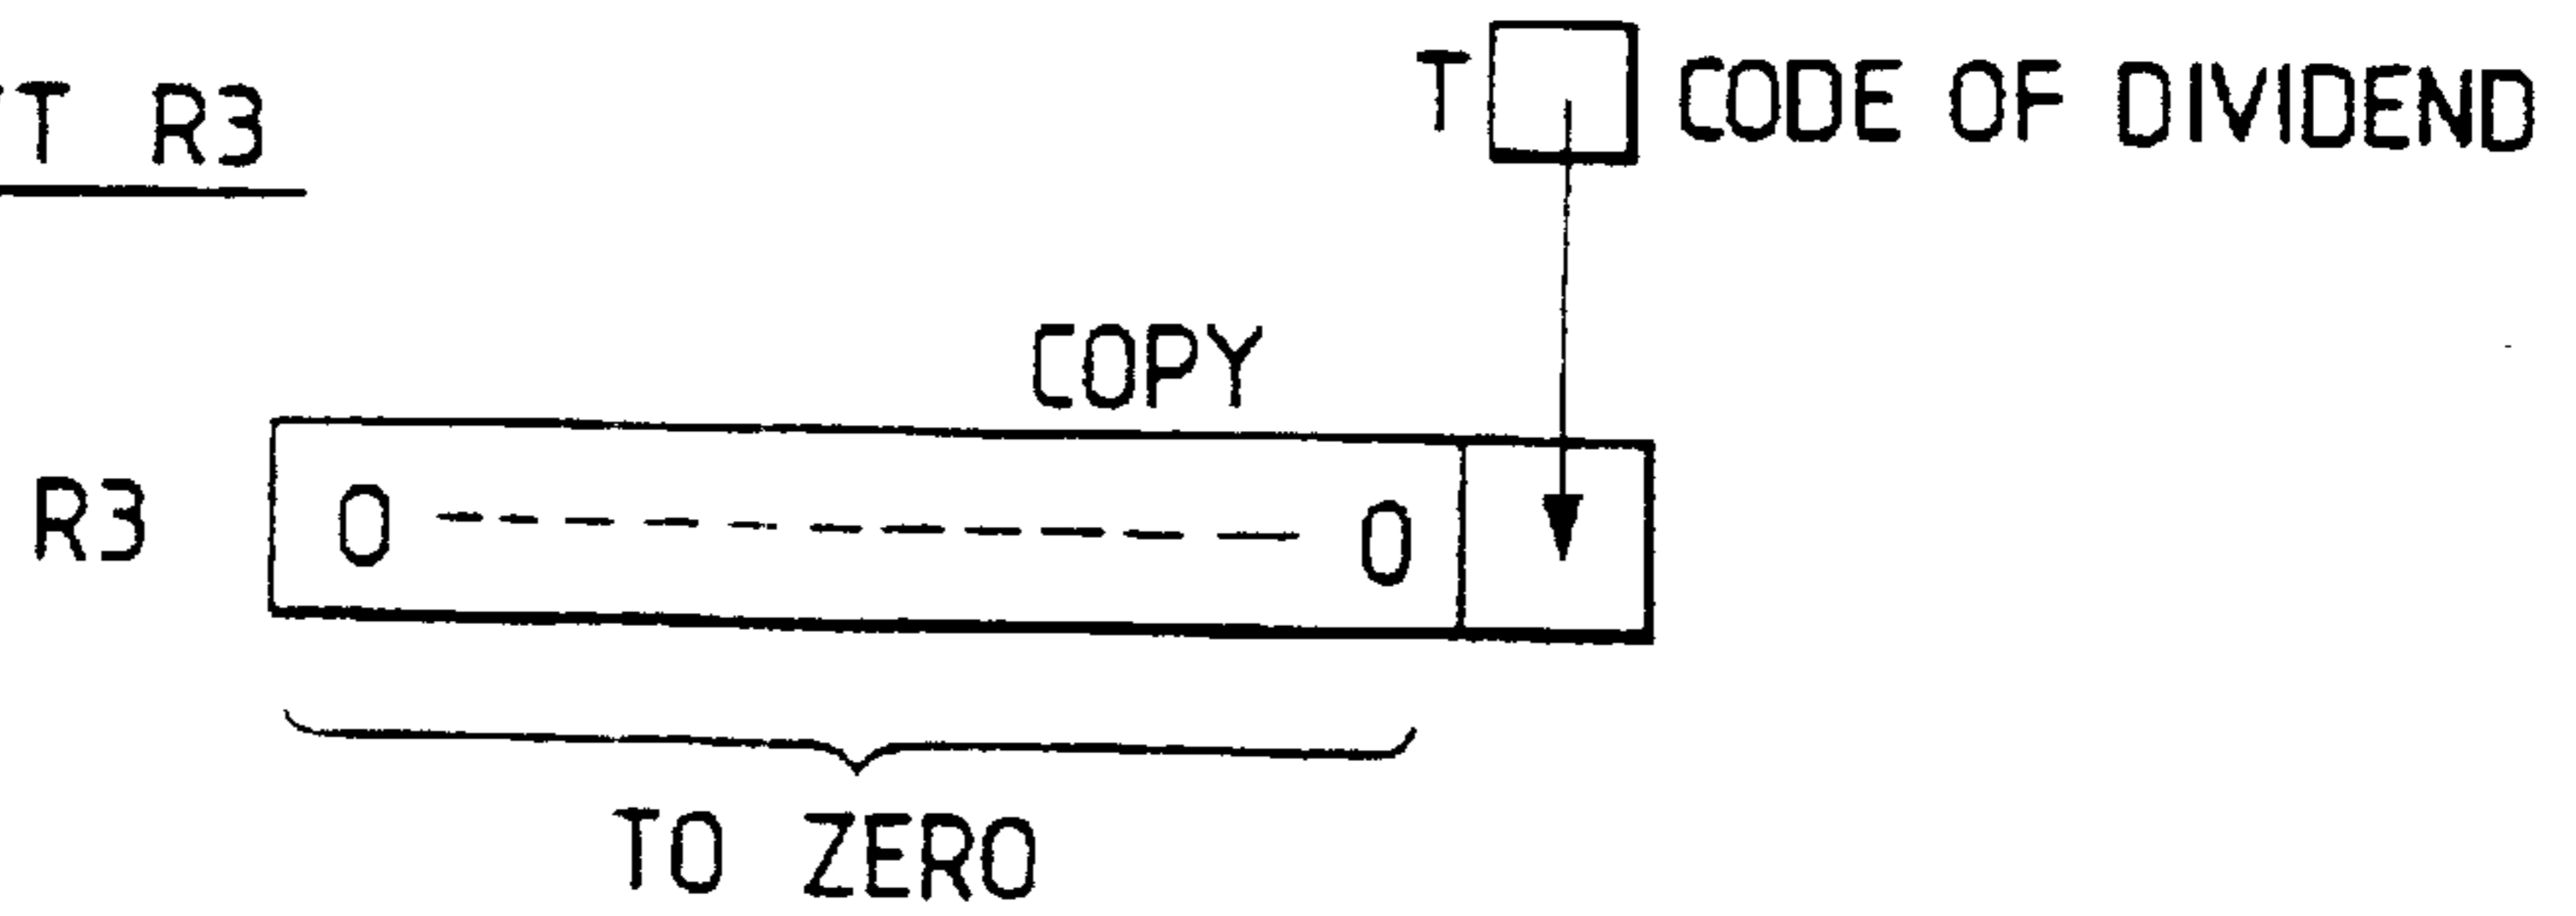 T R3
T CODE OF DIVIDEND
COPY
R3 0 0
TO ZERO